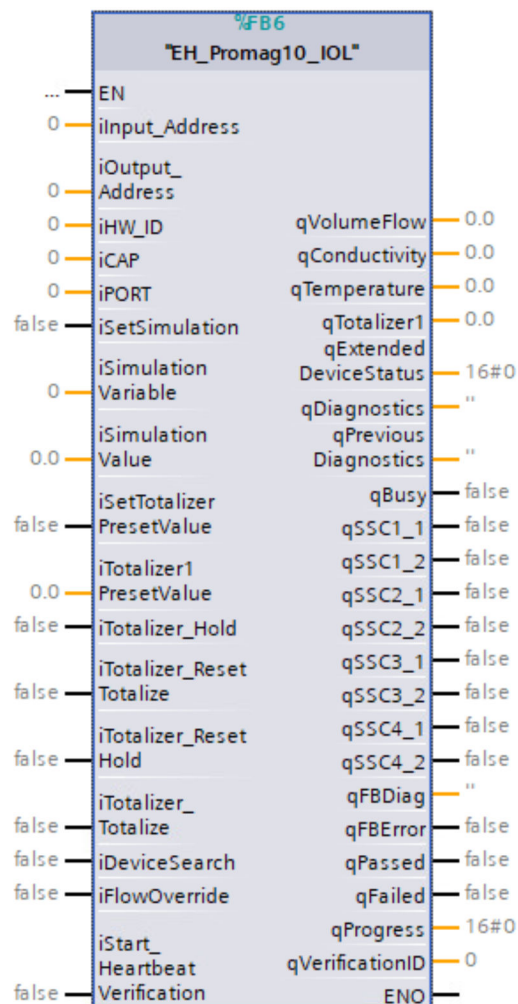 %FB6
"EH_Promag10_IOL"
... EN
0 iInput_Address
iOutput_
0 Address
0 iHW_ID qVolumeFlow 0.0
0 iCAP qConductivity 0.0
0 iPORT qTemperature 0.0
false iSetSimulation qTotalizer1 0.0
qExtended
iSimulation DeviceStatus 16#0
0 Variable qDiagnostics ''
iSimulation qPrevious
0.0 Value Diagnostics ''
iSetTotalizer qBusy false
false PresetValue qSSC1_1 false
iTotalizer1 qSSC1_2 false
0.0 PresetValue qSSC2_1 false
false iTotalizer_Hold qSSC2_2 false
iTotalizer_Reset qSSC3_1 false
false Totalize qSSC3_2 false
iTotalizer_Reset qSSC4_1 false
false Hold qSSC4_2 false
iTotalizer_ qFBDiag ''
false Totalize qFBError false
false iDeviceSearch qPassed false
false iFlowOverride qFailed false
iStart_ qProgress 16#0
Heartbeat qVerificationID 0
false Verification ENO